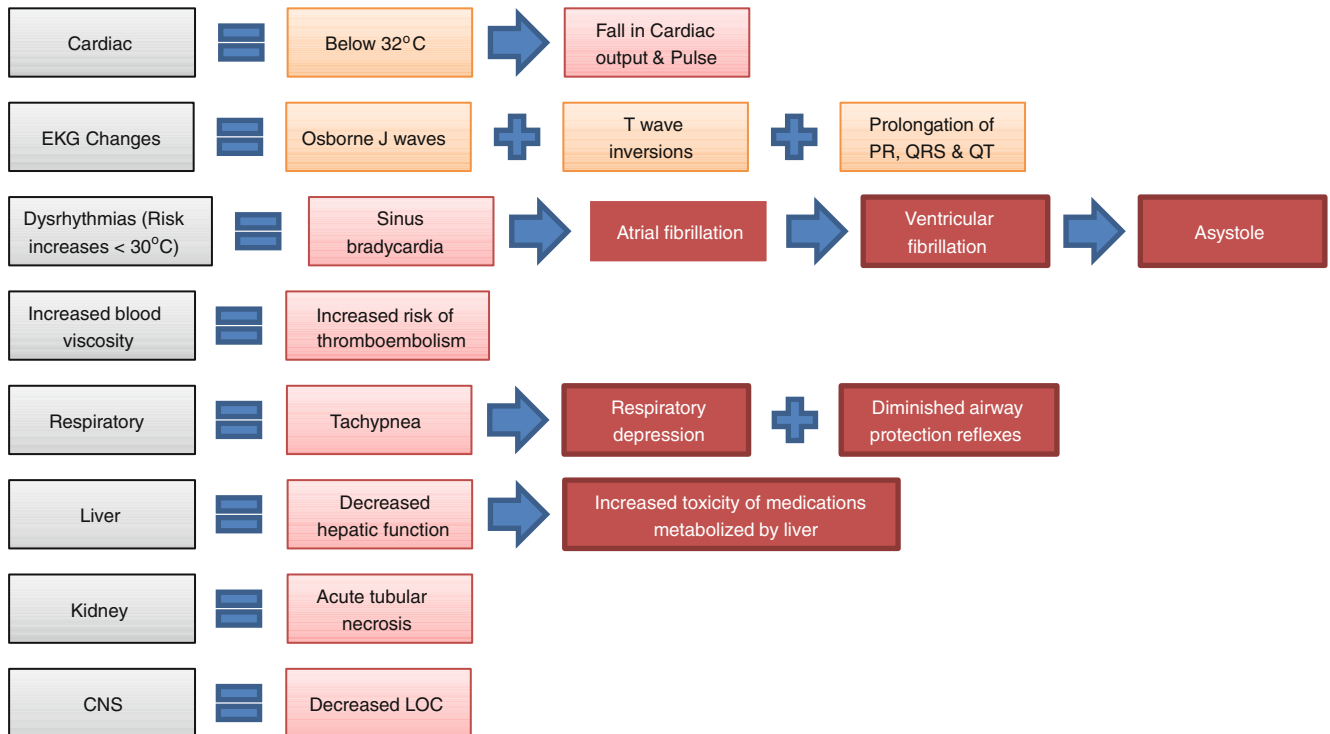 Cardiac
Below 32°C
Fall in Cardiac
output & Pulse
EKG Changes
Osborne J waves
T wave
inversions
Prolongation of
PR, QRS & QT
Dysrhythmias (Risk
increases < 30°C)
Sinus
bradycardia
Atrial fibrillation
Ventricular
fibrillation
Asystole
Increased blood
viscosity
Increased risk of
thromboembolism
Respiratory
Tachypnea
Respiratory
depression
Diminished airway
protection reflexes
Liver
Decreased
hepatic function
Increased toxicity of medications
metabolized by liver
Kidney
Acute tubular
necrosis
CNS
Decreased LOC